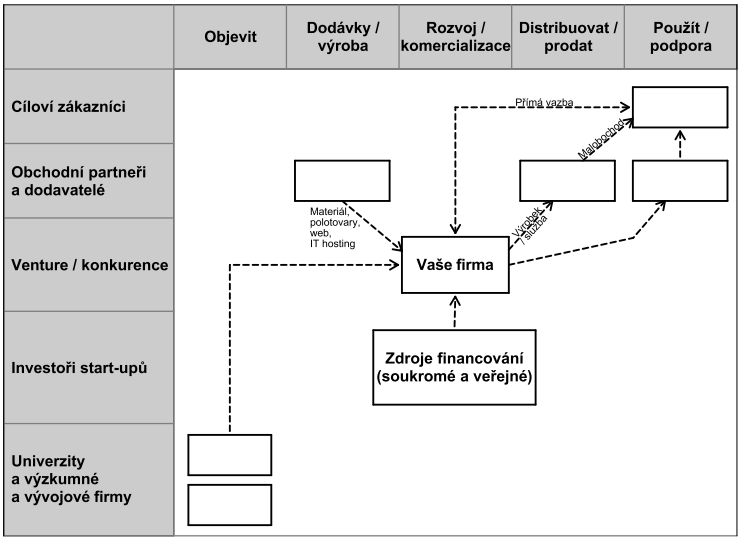 Objevit
Dodávky /
výroba
Rozvoj /
komercializace
Distribuovat /
prodat
Použít /
podpora
Cíloví zákazníci
Přímá vazba
Maloobochod
Obchodní partneři
a dodavatelé
Materiál,
polotovary,
web,
IT hosting
Výrobek
/ služba
Venture / konkurence
Vaše firma
Investoři start-upů
Zdroje financování
(soukromé a veřejné)
Univerzity
a výzkumné
a vývojové firmy